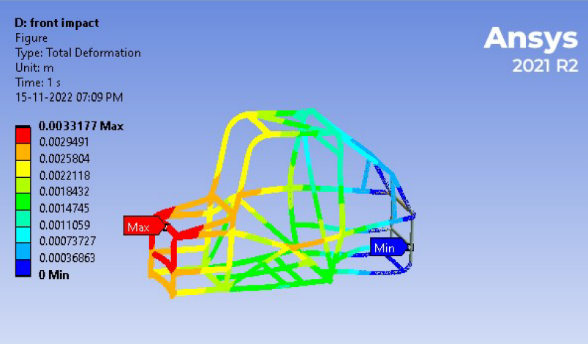 D: front impact
Figure
Type: Total Deformation
Unit: m
Time: 1 s
15-11-2022 07:09 PM
Ansys
2021 R2
0.0033177 Max
0.0029491
0.0025804
0.0022118
0.0018432
0.0014745
0.0011059
0.00073727
0.00036863
0 Min
Max
Min